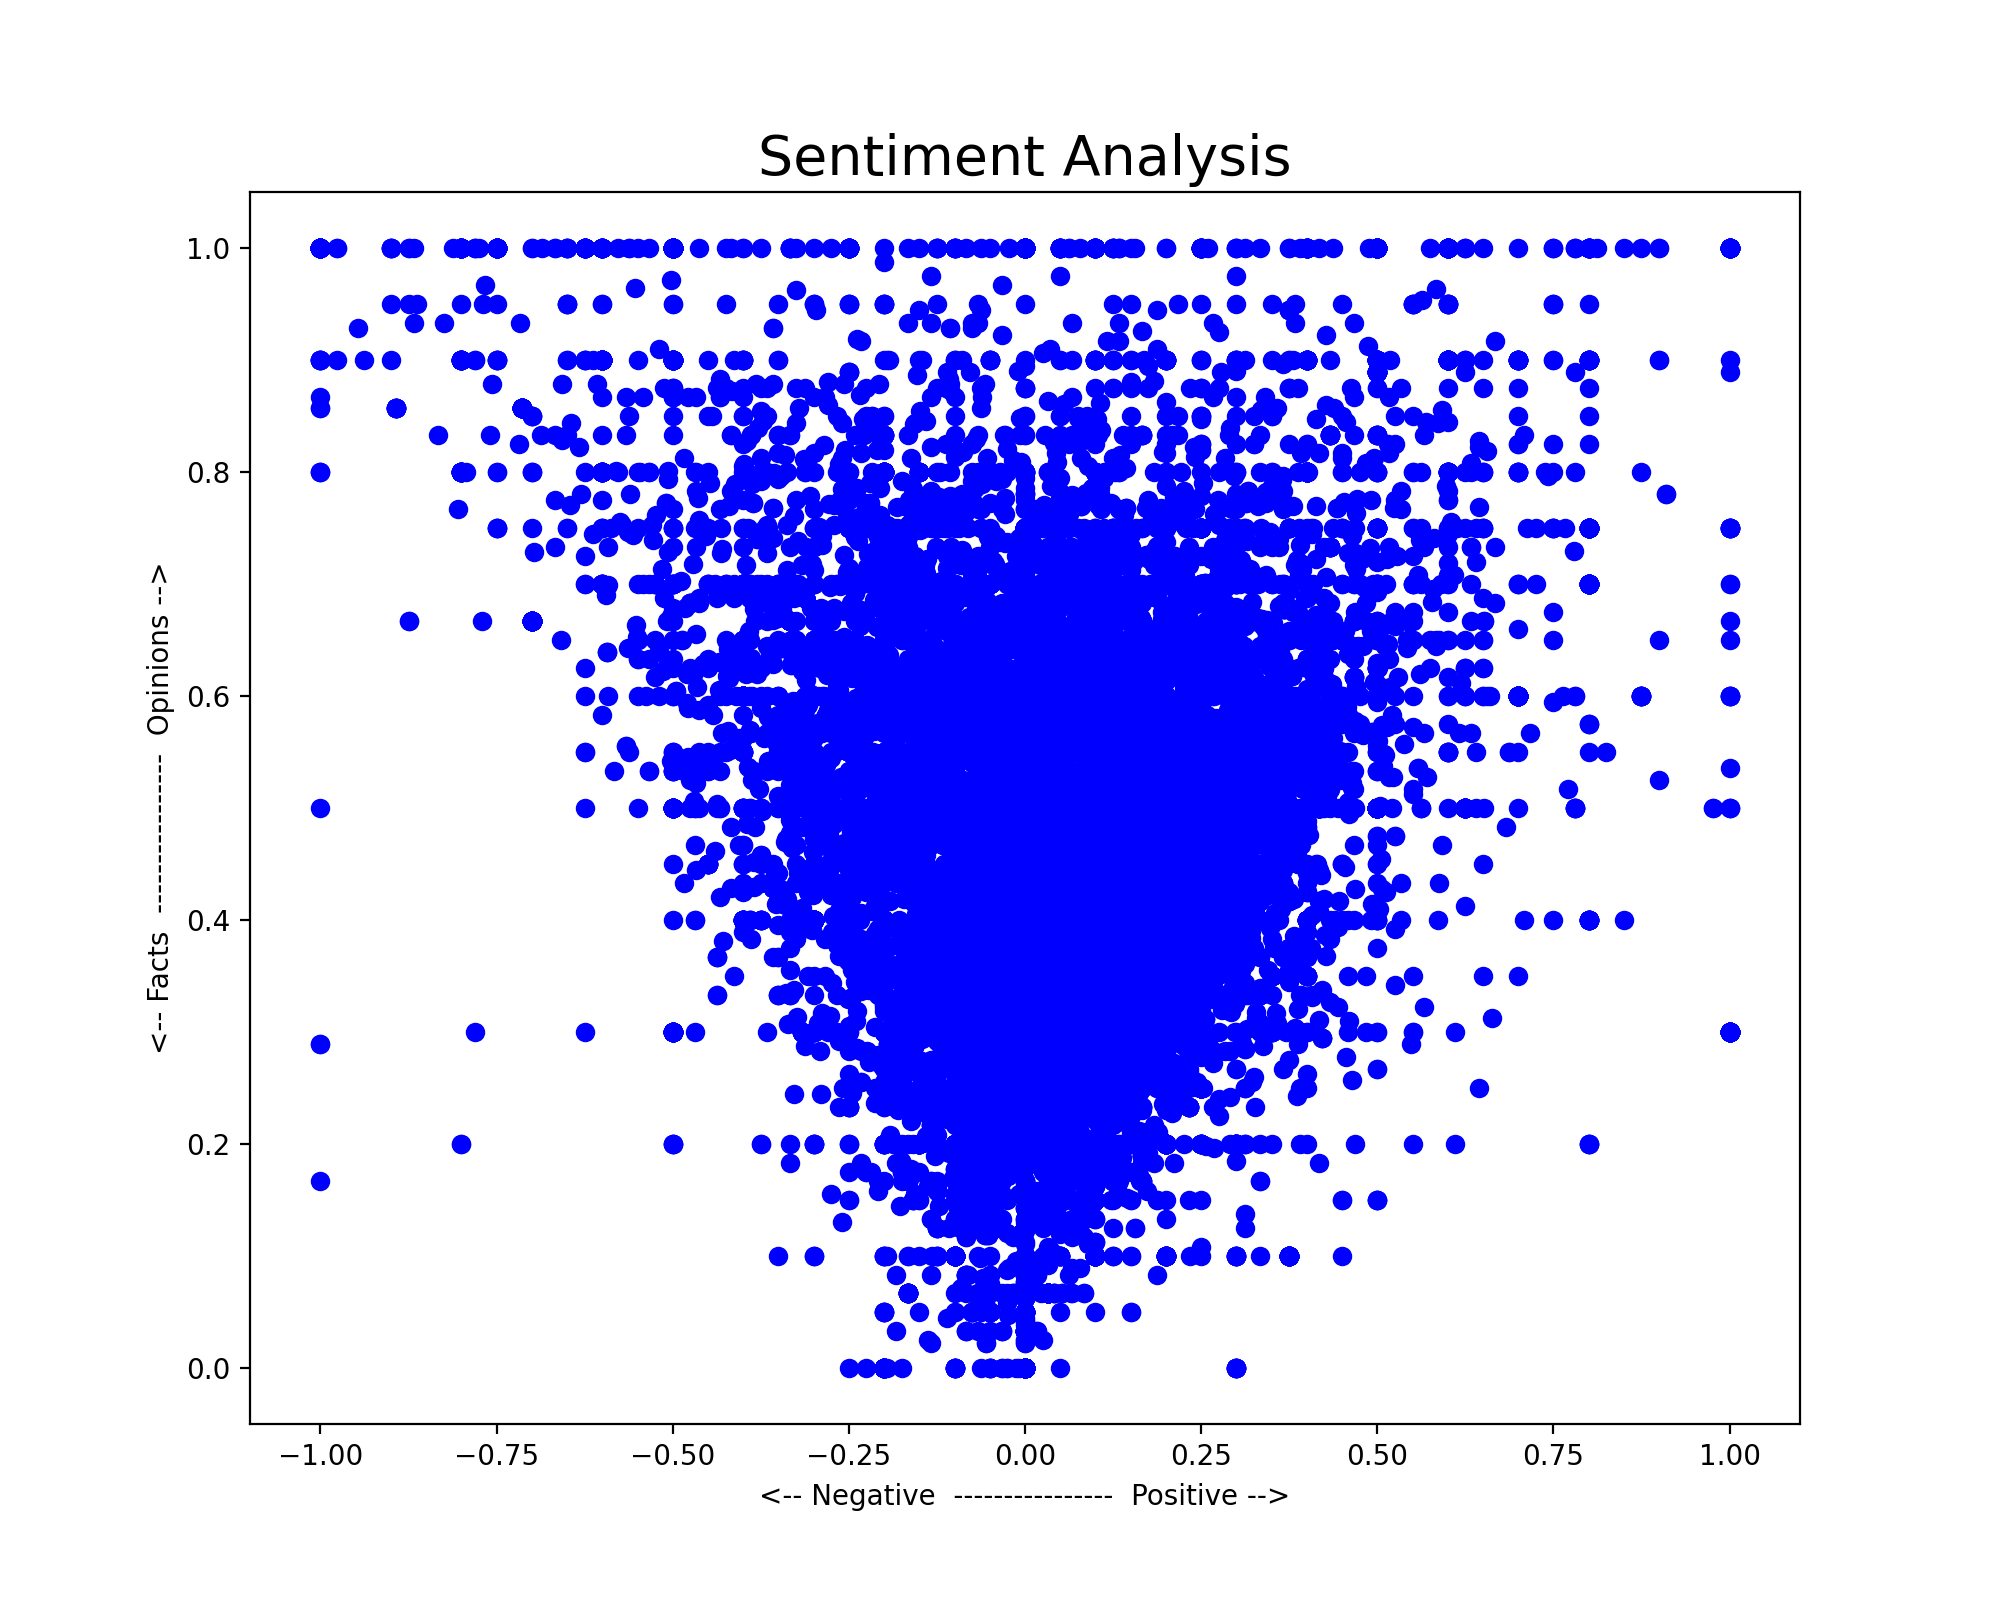 Sentiment Analysis
1.0
0.8
0.6
0.4
0.2
0.0
<-- Facts  ----------------  Opinions -->
−1.00 −0.75 −0.50 −0.25 0.00 0.25 0.50 0.75 1.00
<-- Negative  ----------------  Positive -->